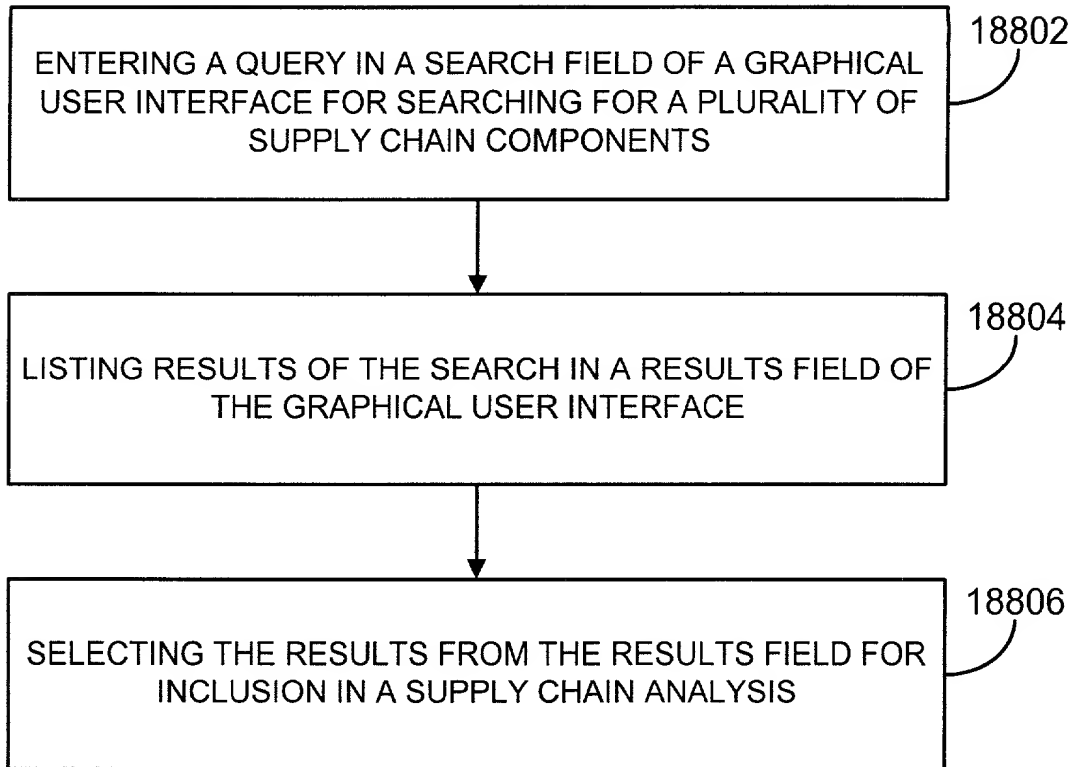 18802
ENTERING A QUERY IN A SEARCH FIELD OF A GRAPHICAL
USER INTERFACE FOR SEARCHING FOR A PLURALITY OF
SUPPLY CHAIN COMPONENTS
18804
LISTING RESULTS OF THE SEARCH IN A RESULTS FIELD OF
THE GRAPHICAL USER INTERFACE
18806
SELECTING THE RESULTS FROM THE RESULTS FIELD FOR
INCLUSION IN A SUPPLY CHAIN ANALYSIS